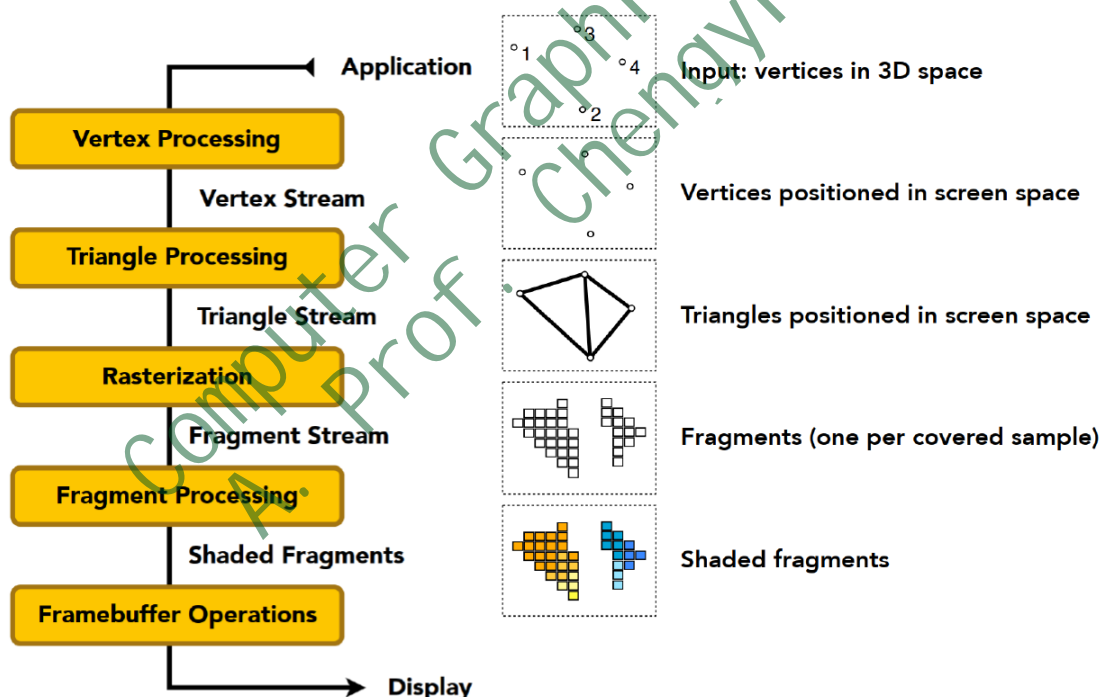 Application
Vertex Processing
Vertex Stream
Triangle Processing
Triangle Stream
Rasterization
Fragment Stream
Fragment Processing
Shaded Fragments
Framebuffer Operations
Display
1
3
4
2
Input: vertices in 3D space
Vertices positioned in screen space
Triangles positioned in screen space
Fragments (one per covered sample)
Shaded fragments
Computer
A. Prof.